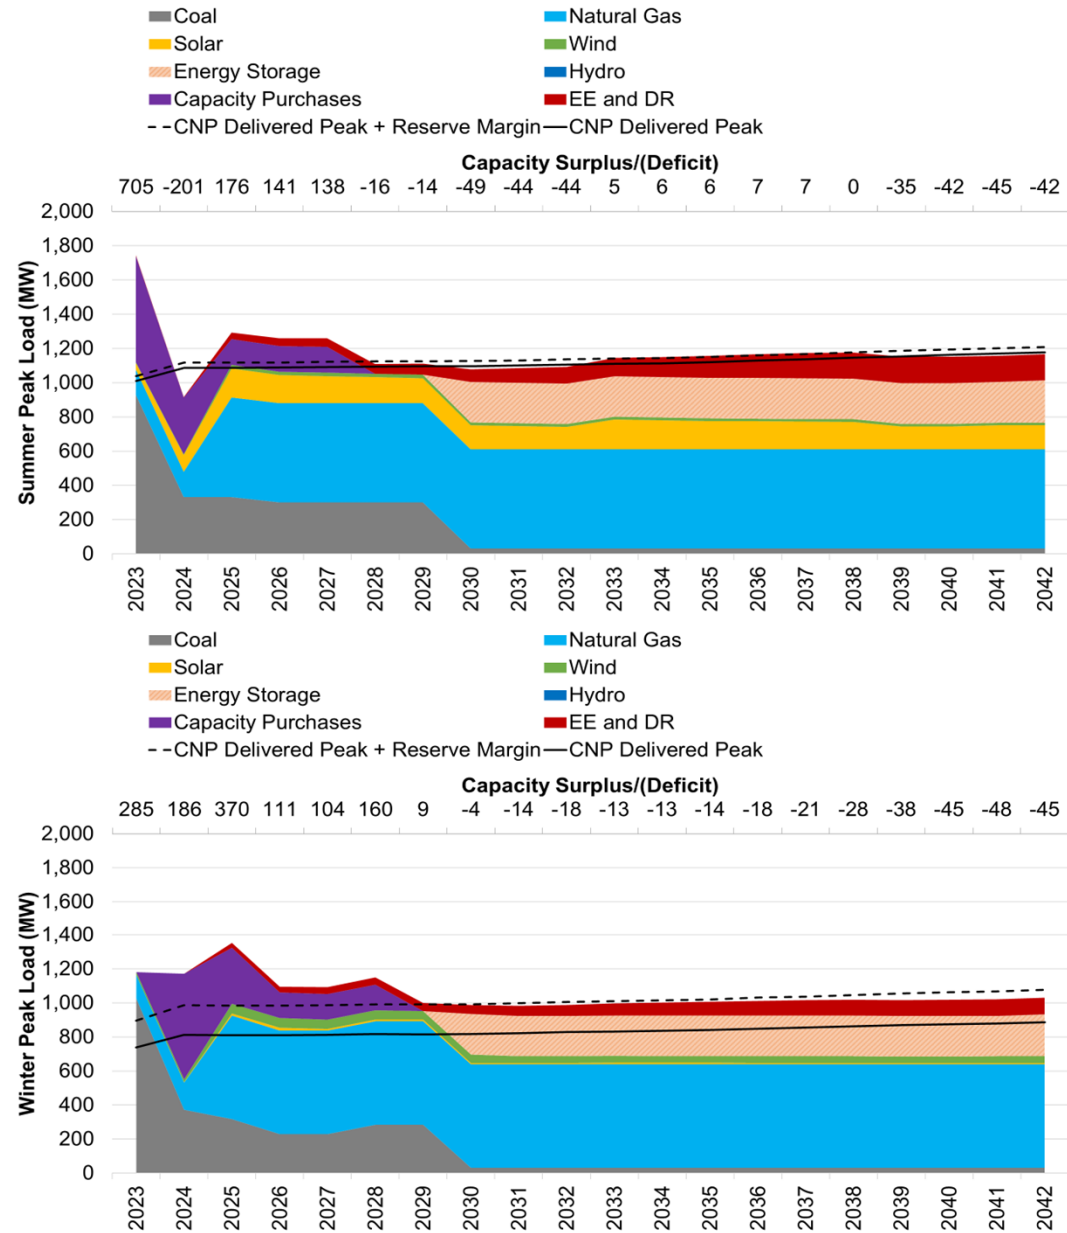 Coal Natural Gas
Solar Wind
Energy Storage Hydro
Capacity Purchases EE and DR
CNP Delivered Peak + Reserve Margin CNP Delivered Peak
Capacity Surplus/(Deficit)
705 -201 176 141 138 -16 -14 -49 -44 -44 5 6 6 7 7 0 -35 -42 -45 -42
Summer Peak Load (MW)
2,000
1,800
1,600
1,400
1,200
1,000
800
600
400
200
0
2023 2024 2025 2026 2027 2028 2029 2030 2031 2032 2033 2034 2035 2036 2037 2038 2039 2040 2041 2042
Coal Natural Gas
Solar Wind
Energy Storage Hydro
Capacity Purchases EE and DR
CNP Delivered Peak + Reserve Margin CNP Delivered Peak
Capacity Surplus/(Deficit)
285 186 370 111 104 160 9 -4 -14 -18 -13 -13 -14 -18 -21 -28 -38 -45 -48 -45
Winter Peak Load (MW)
2,000
1,800
1,600
1,400
1,200
1,000
800
600
400
200
0
2023 2024 2025 2026 2027 2028 2029 2030 2031 2032 2033 2034 2035 2036 2037 2038 2039 2040 2041 2042